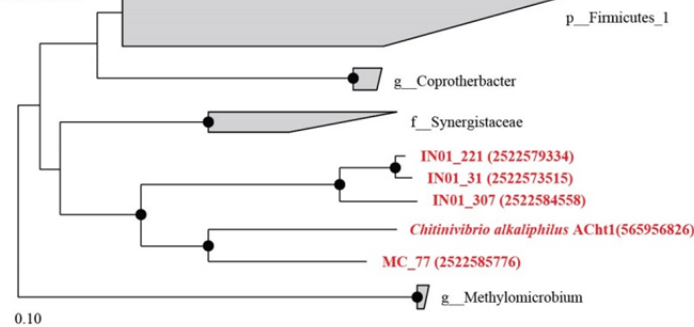 p__Firmicutes_1
g__Coprotherbacter
f__Synergistaceae
IN01_221 (2522579334)
IN01_31 (2522573515)
IN01_307 (2522584558)
Chitinivibrio alkaliphilus ACht1(565956826)
MC_77 (2522585776)
g__Methylomicrobium
0.10